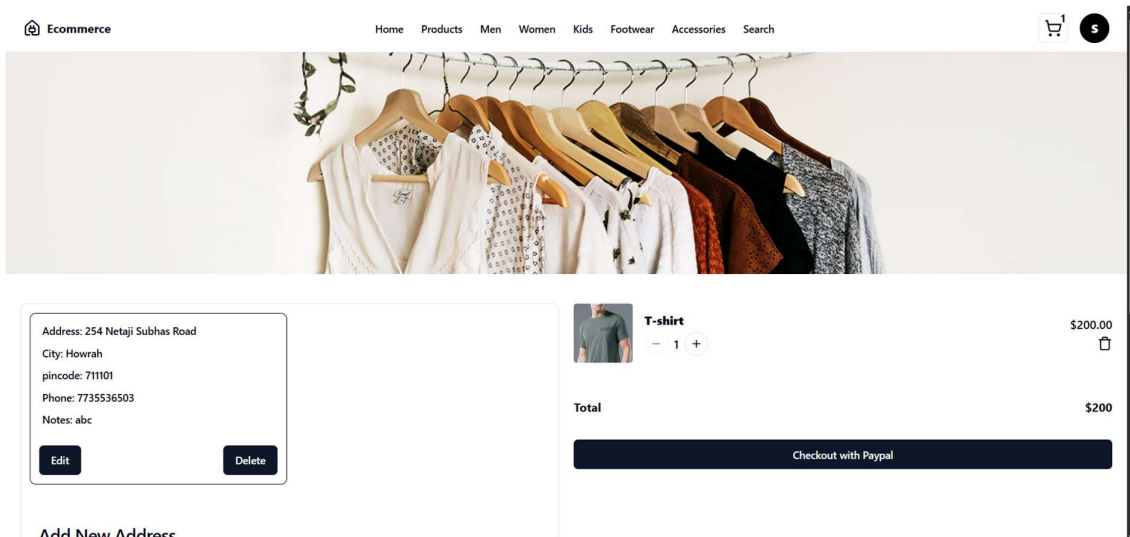 Ecommerce
Home Products Men Women Kids Footwear Accessories Search
1
S
Address: 254 Netaji Subhas Road
City: Howrah
pincode: 711101
Phone: 7735536503
Notes: abc
Edit
Delete
Add New Address
T-shirt
1
$200.00
Total
$200
Checkout with Paypal